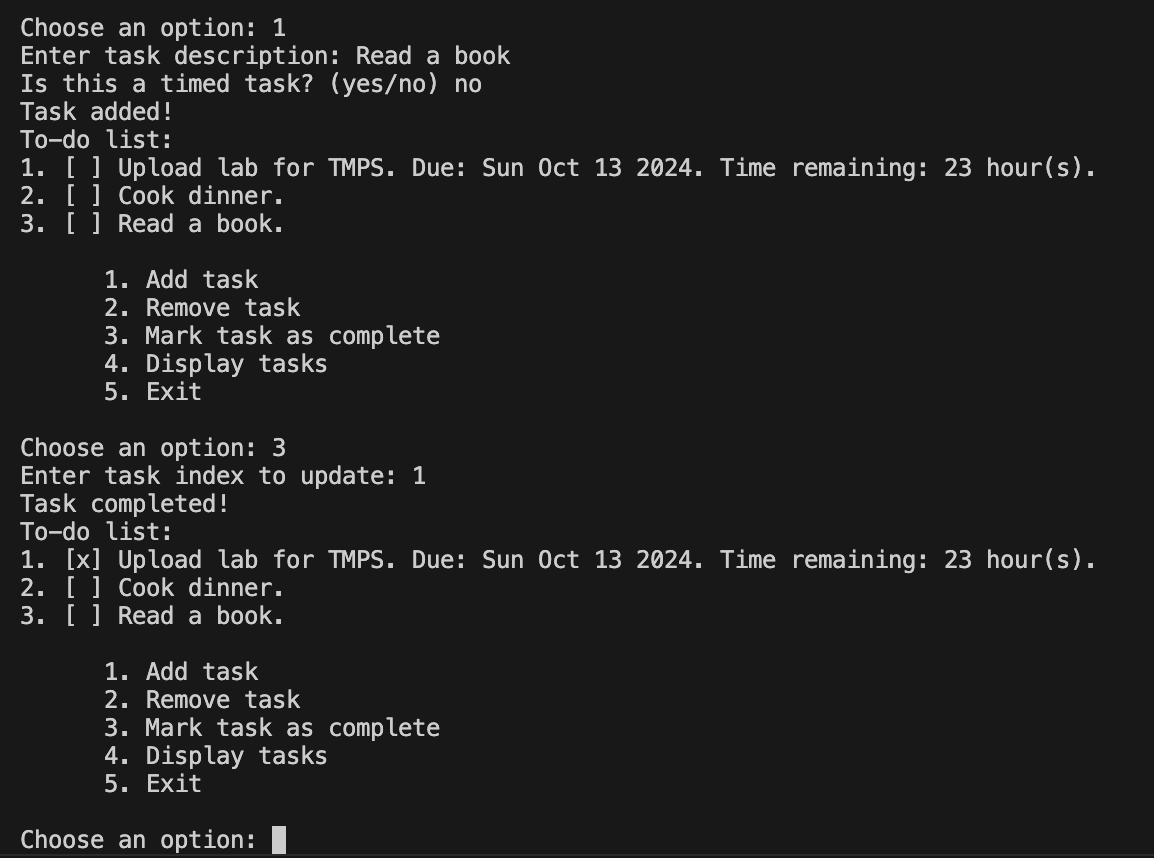 Choose an option: 1
Enter task description: Read a book
Is this a timed task? (yes/no) no
Task added!
To-do list:
1. [ ] Upload lab for TMPS. Due: Sun Oct 13 2024. Time remaining: 23 hour(s).
2. [ ] Cook dinner.
3. [ ] Read a book.
1. Add task
2. Remove task
3. Mark task as complete
4. Display tasks
5. Exit
Choose an option: 3
Enter task index to update: 1
Task completed!
To-do list:
1. [x] Upload lab for TMPS. Due: Sun Oct 13 2024. Time remaining: 23 hour(s).
2. [ ] Cook dinner.
3. [ ] Read a book.
1. Add task
2. Remove task
3. Mark task as complete
4. Display tasks
5. Exit
Choose an option: